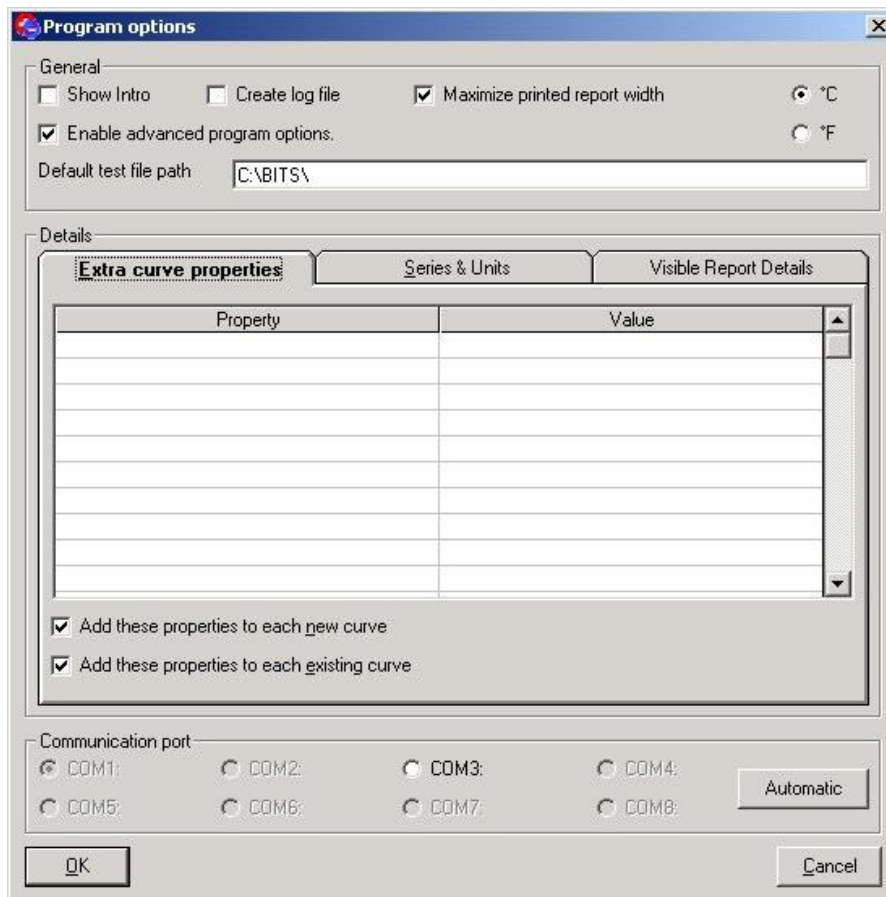 Program options
General
Show Intro Create log file Maximize printed report width °C
Enable advanced program options. °F
Default test file path C:\BITS\
Details
Extra curve properties Series & Units Visible Report Details
Property Value
Add these properties to each new curve
Add these properties to each existing curve
Communication port
COM1: COM2: COM3: COM4:
COM5: COM6: COM7: COM8:
Automatic
OK Cancel